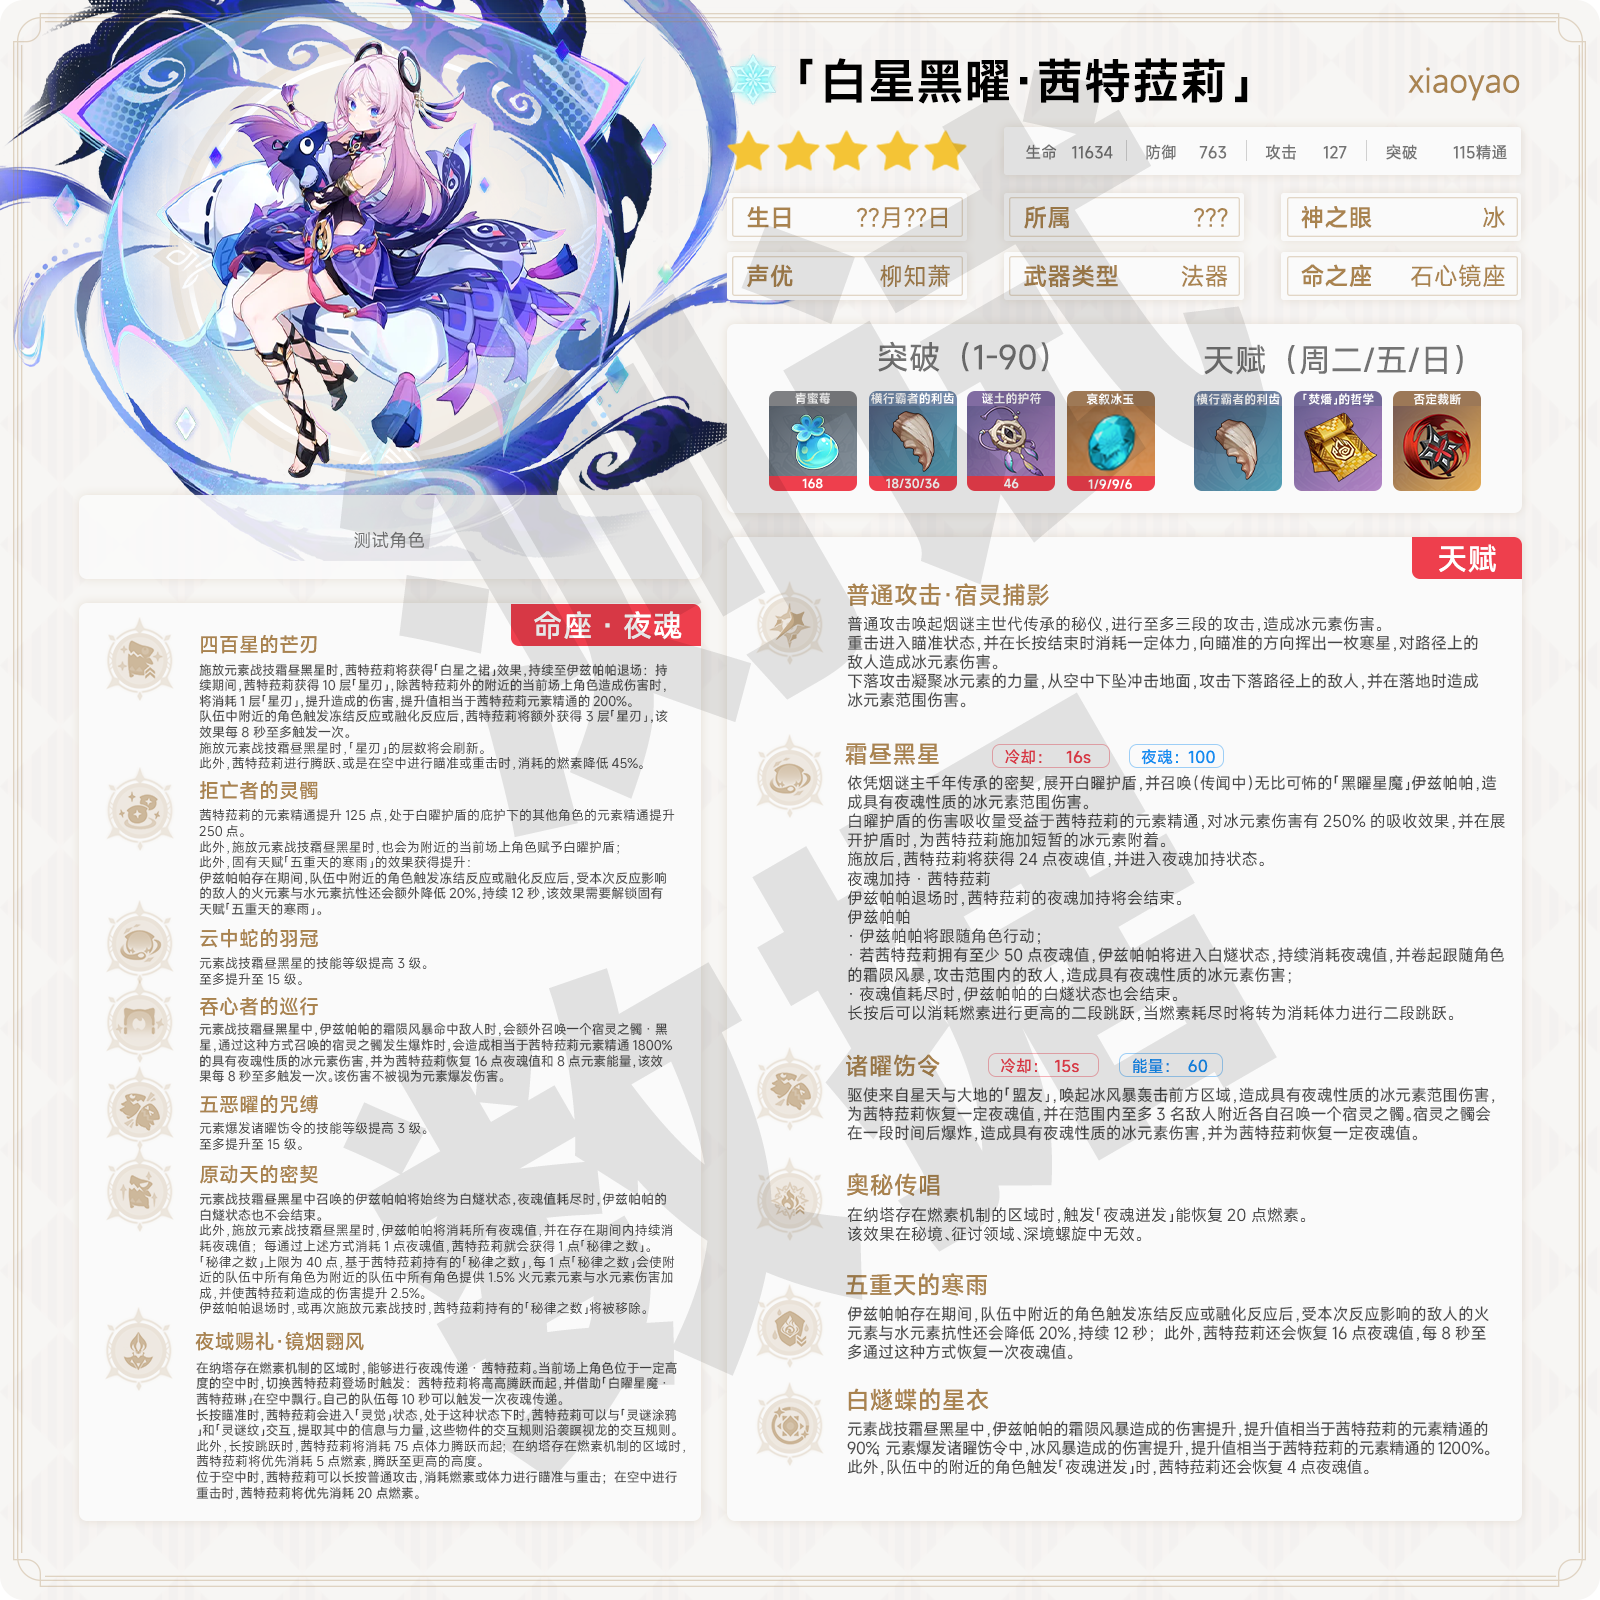 「白星黑曜·茜特菈莉」
xiaoyao
生命 11634 防御 763 攻击 127 突破 115精通
生日 ??月??日 所属 ??? 神之眼 冰
声优 柳知萧 武器类型 法器 命之座 石心镜座
突破（1-90） 天赋（周二/五/日）
青蜜莓 横行霸者的利齿 谜土的护符 哀叙冰玉 横行霸者的利齿 「焚燔」的哲学 否定裁断
168 18/30/36 46 1/9/9/6
测试角色
命座·夜魂
四百星的芒刃
施放元素战技霜昼黑星时,茜特菈莉将获得「白星之裙」效果,持续至伊兹帕帕退场：持
续期间,茜特菈莉获得 10 层「星刃」,除茜特菈莉外的附近的当前场上角色造成伤害时,
将消耗 1 层「星刃」,提升造成的伤害,提升值相当于茜特菈莉元素精通的 200%。
队伍中附近的角色触发冻结反应或融化反应后,茜特菈莉将额外获得 3 层「星刃」,该
效果每 8 秒至多触发一次。
施放元素战技霜昼黑星时,「星刃」的层数将会刷新。
此外,茜特菈莉进行腾跃、或是在空中进行瞄准或重击时,消耗的燃素降低 45%。
拒亡者的灵髑
茜特菈莉的元素精通提升 125 点,处于白曜护盾的庇护下的其他角色的元素精通提升
250 点。
此外,施放元素战技霜昼黑星时,也会为附近的当前场上角色赋予白曜护盾;
此外,固有天赋「五重天的寒雨」的效果获得提升:
伊兹帕帕存在期间,队伍中附近的角色触发冻结反应或融化反应后,受本次反应影响
的敌人的火元素与水元素抗性还会额外降低 20%,持续 12 秒,该效果需要解锁固有
天赋「五重天的寒雨」。
云中蛇的羽冠
元素战技霜昼黑星的技能等级提高 3 级。
至多提升至 15 级。
吞心者的巡行
元素战技霜昼黑星中,伊兹帕帕的霜陨风暴命中敌人时,会额外召唤一个宿灵之髑·黑
星,通过这种方式召唤的宿灵之髑发生爆炸时,会造成相当于茜特菈莉元素精通 1800%
的具有夜魂性质的冰元素伤害,并为茜特菈莉恢复 16 点夜魂值和 8 点元素能量,该效
果每 8 秒至多触发一次。该伤害不被视为元素爆发伤害。
五恶曜的咒缚
元素爆发诸曜饬令的技能等级提高 3 级。
至多提升至 15 级。
原动天的密契
元素战技霜昼黑星中召唤的伊兹帕帕将始终为白燧状态,夜魂值耗尽时,伊兹帕帕的
白燧状态也不会结束。
此外,施放元素战技霜昼黑星时,伊兹帕帕将消耗所有夜魂值,并在存在期间内持续消
耗夜魂值；每通过上述方式消耗 1 点夜魂值,茜特菈莉就会获得 1 点「秘律之数」。
「秘律之数」上限为 40 点,基于茜特菈莉持有的「秘律之数」,每 1 点「秘律之数」会使附
近的队伍中所有角色为附近的队伍中所有角色提供 1.5% 火元素元素与水元素伤害加
成,并使茜特菈莉造成的伤害提升 2.5%。
伊兹帕帕退场时,或再次施放元素战技时,茜特菈莉持有的「秘律之数」将被移除。
夜域赐礼·镜烟翾风
在纳塔存在燃素机制的区域时,能够进行夜魂传递·茜特菈莉。当前场上角色位于一定高
度的空中时,切换茜特菈莉登场时触发：茜特菈莉将高高腾跃而起,并借助「白曜星魔·
茜特菈琳」在空中飘行。自己的队伍每 10 秒可以触发一次夜魂传递。
长按瞄准时,茜特菈莉会进入「灵觉」状态,处于这种状态下时,茜特菈莉可以与「灵谜涂鸦
」和「灵谜纹」交互,提取其中的信息与力量,这些物件的交互规则沿袭瞑视龙的交互规则。
此外,长按跳跃时,茜特菈莉将消耗 75 点体力腾跃而起；在纳塔存在燃素机制的区域时,
茜特菈莉将优先消耗 5 点燃素,腾跃至更高的高度。
位于空中时,茜特菈莉可以长按普通攻击,消耗燃素或体力进行瞄准与重击；在空中进行
重击时,茜特菈莉将优先消耗 20 点燃素。
天赋
普通攻击·宿灵捕影
普通攻击唤起烟谜主世代传承的秘仪,进行至多三段的攻击,造成冰元素伤害。
重击进入瞄准状态,并在长按结束时消耗一定体力,向瞄准的方向挥出一枚寒星,对路径上的
敌人造成冰元素伤害。
下落攻击凝聚冰元素的力量,从空中下坠冲击地面,攻击下落路径上的敌人,并在落地时造成
冰元素范围伤害。
霜昼黑星 冷却： 16s 夜魂: 100
依凭烟谜主千年传承的密契,展开白曜护盾,并召唤(传闻中)无比可怖的「黑曜星魔」伊兹帕帕,造
成具有夜魂性质的冰元素范围伤害。
白曜护盾的伤害吸收量受益于茜特菈莉的元素精通,对冰元素伤害有 250% 的吸收效果,并在展
开护盾时,为茜特菈莉施加短暂的冰元素附着。
施放后,茜特菈莉将获得 24 点夜魂值,并进入夜魂加持状态。
夜魂加持·茜特菈莉
伊兹帕帕退场时,茜特菈莉的夜魂加持将会结束。
伊兹帕帕
·伊兹帕帕将跟随角色行动;
·若茜特菈莉拥有至少 50 点夜魂值,伊兹帕帕将进入白燧状态,持续消耗夜魂值,并卷起跟随角色
的霜陨风暴,攻击范围内的敌人,造成具有夜魂性质的冰元素伤害;
·夜魂值耗尽时,伊兹帕帕的白燧状态也会结束。
长按后可以消耗燃素进行更高的二段跳跃,当燃素耗尽时将转为消耗体力进行二段跳跃。
诸曜饬令 冷却： 15s 能量： 60
驱使来自星天与大地的「盟友」,唤起冰风暴轰击前方区域,造成具有夜魂性质的冰元素范围伤害,
为茜特菈莉恢复一定夜魂值,并在范围内至多 3 名敌人附近各自召唤一个宿灵之髑。宿灵之髑会
在一段时间后爆炸,造成具有夜魂性质的冰元素伤害,并为茜特菈莉恢复一定夜魂值。
奥秘传唱
在纳塔存在燃素机制的区域时,触发「夜魂迸发」能恢复 20 点燃素。
该效果在秘境、征讨领域、深境螺旋中无效。
五重天的寒雨
伊兹帕帕存在期间,队伍中附近的角色触发冻结反应或融化反应后,受本次反应影响的敌人的火
元素与水元素抗性还会降低 20%,持续 12 秒；此外,茜特菈莉还会恢复 16 点夜魂值,每 8 秒至
多通过这种方式恢复一次夜魂值。
白燧蝶的星衣
元素战技霜昼黑星中,伊兹帕帕的霜陨风暴造成的伤害提升,提升值相当于茜特菈莉的元素精通的
90%; 元素爆发诸曜饬令中,冰风暴造成的伤害提升,提升值相当于茜特菈莉的元素精通的 1200%。
此外,队伍中的附近的角色触发「夜魂迸发」时,茜特菈莉还会恢复 4 点夜魂值。
测试
数据